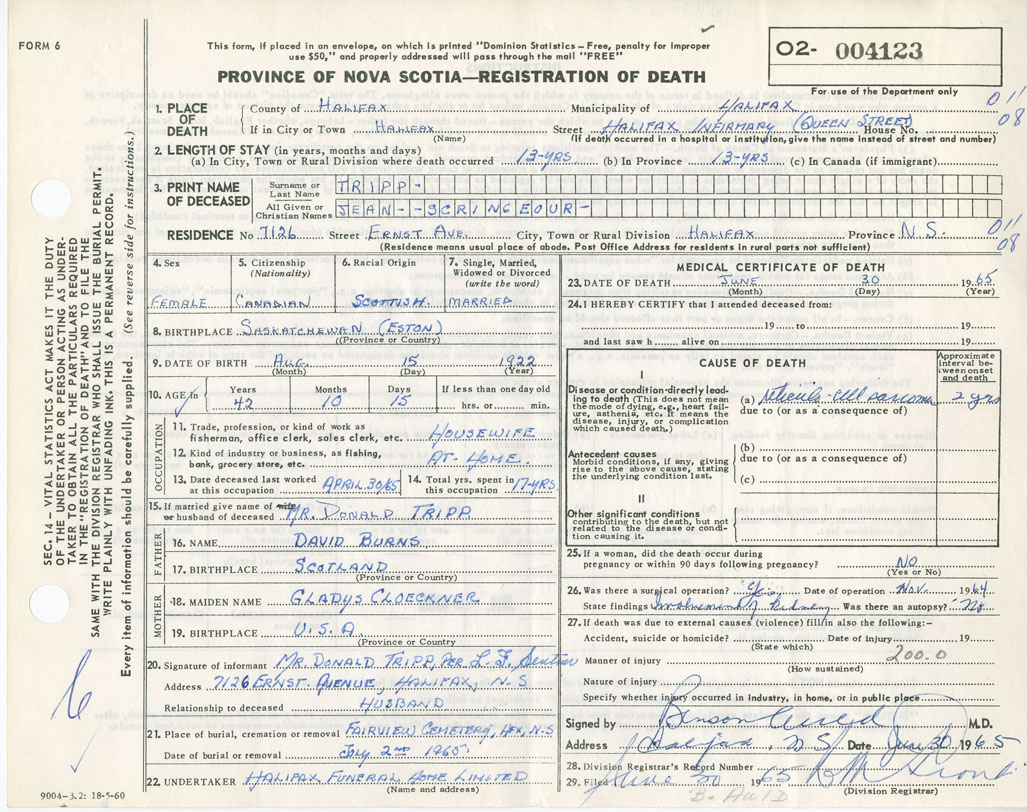 FORM 6
This form, if placed in an envelope, on which is printed "Dominion Statistics—Free, penalty for improper
use $50," and properly addressed will pass through the mail "FREE"
O2- 004123
PROVINCE OF NOVA SCOTIA—REGISTRATION OF DEATH
For use of the Department only
1. PLACE OF DEATH County of HALIFAX Municipality of HALIFAX 011
If in City or Town HALIFAX Street HALIFAX INFIRMARY (QUEEN STREET) House No. 08
(Name) (If death occurred in a hospital or institution, give the name instead of street and number)
2. LENGTH OF STAY (in years, months and days)
(a) In City, Town or Rural Division where death occurred 13-YRS (b) In Province 13-YRS. (c) In Canada (if immigrant)
3. PRINT NAME OF DECEASED Surname or Last Name TRIPP-
All Given or Christian Names JEAN--SCRINGEOUR-
RESIDENCE No 7126 Street ERNST AVE. City, Town or Rural Division HALIFAX Province N.S. 011
(Residence means usual place of abode. Post Office Address for residents in rural parts not sufficient) 08
4. Sex FEMALE
5. Citizenship (Nationality) CANADIAN
6. Racial Origin SCOTTISH
7. Single, Married, Widowed or Divorced (write the word) MARRIED
8. BIRTHPLACE SASKATCHEWAN (ESTON)
(Province or Country)
9. DATE OF BIRTH AUG. 15 1922
(Month) (Day) (Year)
10. AGE in Years 42 Months 10 Days 15 If less than one day old hrs. or min.
OCCUPATION
11. Trade, profession, or kind of work as
fisherman, office clerk, sales clerk, etc. HOUSEWIFE
12. Kind of industry or business, as fishing,
bank, grocery store, etc. AT-HOME.
13. Date deceased last worked at this occupation APRIL.30/65 14. Total yrs. spent in this occupation 17-YRS
15. If married give name of wife
or husband of deceased MR. DONALD TRIPP.
FATHER
16. NAME DAVID BURNS
17. BIRTHPLACE SCOTLAND
(Province or Country)
MOTHER
18. MAIDEN NAME GLADYS CLOECKNER
19. BIRTHPLACE U.S.A.
(Province or Country)
20. Signature of informant MR. DONALD TRIPP, PER L. F.
Address 7126 ERNST. AVENUE, HALIFAX, N.S
Relationship to deceased HUSBAND
21. Place of burial, cremation or removal FAIRVIEW CEMETERY, HFX, N.S
Date of burial or removal JULY 2ND 1965
22. UNDERTAKER HALIFAX FUNERAL HOME LIMITED
(Name and address)
9004-3.2: 18-5-60
MEDICAL CERTIFICATE OF DEATH
23. DATE OF DEATH JUNE 30 1965
(Month) (Day) (Year)
24. I HEREBY CERTIFY that I attended deceased from:
19 to 19
and last saw h alive on 19
CAUSE OF DEATH
Approximate interval between onset and death
I
Disease or condition directly leading to death (This does not mean the mode of dying, e.g., heart failure, asthenia, etc. It means the disease, injury, or complication which caused death.)
(a) Reticulum cell sarcoma 2 yrs
due to (or as a consequence of)
Antecedent causes
Morbid conditions, if any, giving rise to the above cause, stating the underlying condition last.
(b)
due to (or as a consequence of)
(c)
II
Other significant conditions
contributing to the death, but not related to the disease or condition causing it.
25. If a woman, did the death occur during
pregnancy or within 90 days following pregnancy? NO
(Yes or No)
26. Was there a surgical operation? Yes Date of operation Nov. 1964
State findings Involvement of Kidney. Was there an autopsy? No.
27. If death was due to external causes (violence) fill in also the following:—
Accident, suicide or homicide? Date of injury 19
(State which)
Manner of injury 200.0
(How sustained)
Nature of injury
Specify whether injury occurred in Industry, in home, or in public place
Signed by Benson Auld M.D.
Address Halifax, N.S. Date June 30 1965
28. Division Registrar's Record Number
29. Filed June 30 1965
(Division Registrar)
B. AULD
SEC. 14—VITAL STATISTICS ACT MAKES IT THE DUTY
OF THE UNDERTAKER OR PERSON ACTING AS UNDER-
TAKER TO OBTAIN ALL THE PARTICULARS REQUIRED
IN THE "REGISTRATION OF DEATH" AND FILE THE
SAME WITH THE DIVISION REGISTRAR WHO SHALL ISSUE THE BURIAL PERMIT.
WRITE PLAINLY WITH UNFADING INK. THIS IS A PERMANENT RECORD.
Every item of information should be carefully supplied. (See reverse side for instructions.)